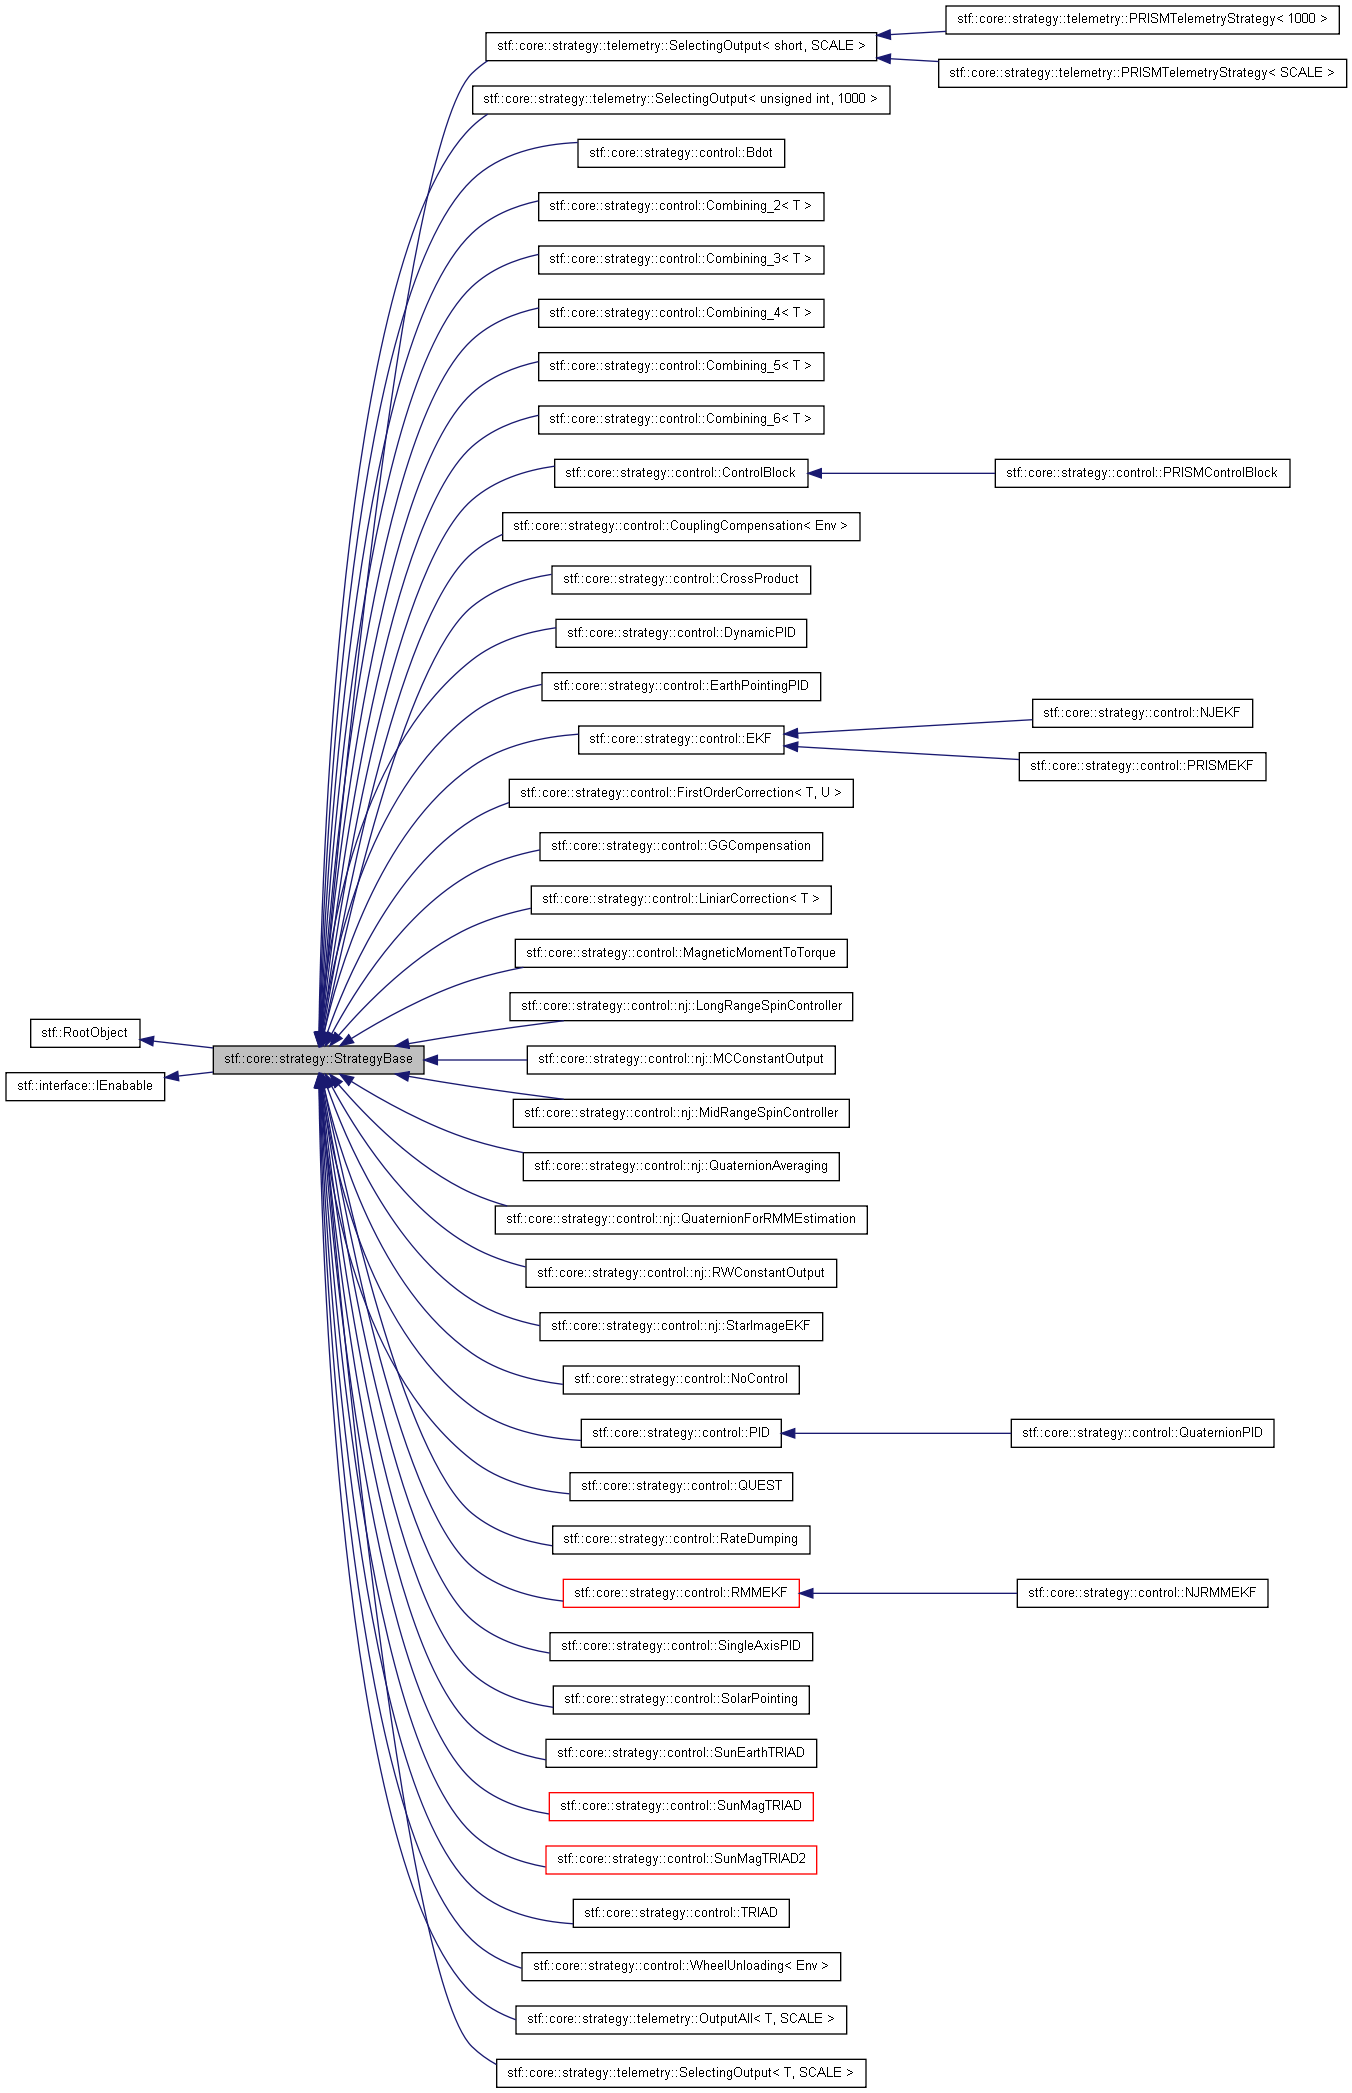 stf::core::strategy::telemetry::PRISMTelemetryStrategy< 1000 >
stf::core::strategy::telemetry::SelectingOutput< short, SCALE >
stf::core::strategy::telemetry::PRISMTelemetryStrategy< SCALE >
stf::core::strategy::telemetry::SelectingOutput< unsigned int, 1000 >
stf::core::strategy::control::Bdot
stf::core::strategy::control::Combining_2< T >
stf::core::strategy::control::Combining_3< T >
stf::core::strategy::control::Combining_4< T >
stf::core::strategy::control::Combining_5< T >
stf::core::strategy::control::Combining_6< T >
stf::core::strategy::control::ControlBlock
stf::core::strategy::control::PRISMControlBlock
stf::core::strategy::control::CouplingCompensation< Env >
stf::core::strategy::control::CrossProduct
stf::core::strategy::control::DynamicPID
stf::core::strategy::control::EarthPointingPID
stf::core::strategy::control::NJEKF
stf::core::strategy::control::EKF
stf::core::strategy::control::PRISMEKF
stf::core::strategy::control::FirstOrderCorrection< T, U >
stf::core::strategy::control::GGCompensation
stf::core::strategy::control::LiniarCorrection< T >
stf::core::strategy::control::MagneticMomentToTorque
stf::core::strategy::control::nj::LongRangeSpinController
stf::RootObject
stf::core::strategy::StrategyBase
stf::core::strategy::control::nj::MCConstantOutput
stf::interface::IEnabable
stf::core::strategy::control::nj::MidRangeSpinController
stf::core::strategy::control::nj::QuaternionAveraging
stf::core::strategy::control::nj::QuaternionForRMMEstimation
stf::core::strategy::control::nj::RWConstantOutput
stf::core::strategy::control::nj::StarImageEKF
stf::core::strategy::control::NoControl
stf::core::strategy::control::PID
stf::core::strategy::control::QuaternionPID
stf::core::strategy::control::QUEST
stf::core::strategy::control::RateDumping
stf::core::strategy::control::RMMEKF
stf::core::strategy::control::NJRMMEKF
stf::core::strategy::control::SingleAxisPID
stf::core::strategy::control::SolarPointing
stf::core::strategy::control::SunEarthTRIAD
stf::core::strategy::control::SunMagTRIAD
stf::core::strategy::control::SunMagTRIAD2
stf::core::strategy::control::TRIAD
stf::core::strategy::control::WheelUnloading< Env >
stf::core::strategy::telemetry::OutputAll< T, SCALE >
stf::core::strategy::telemetry::SelectingOutput< T, SCALE >